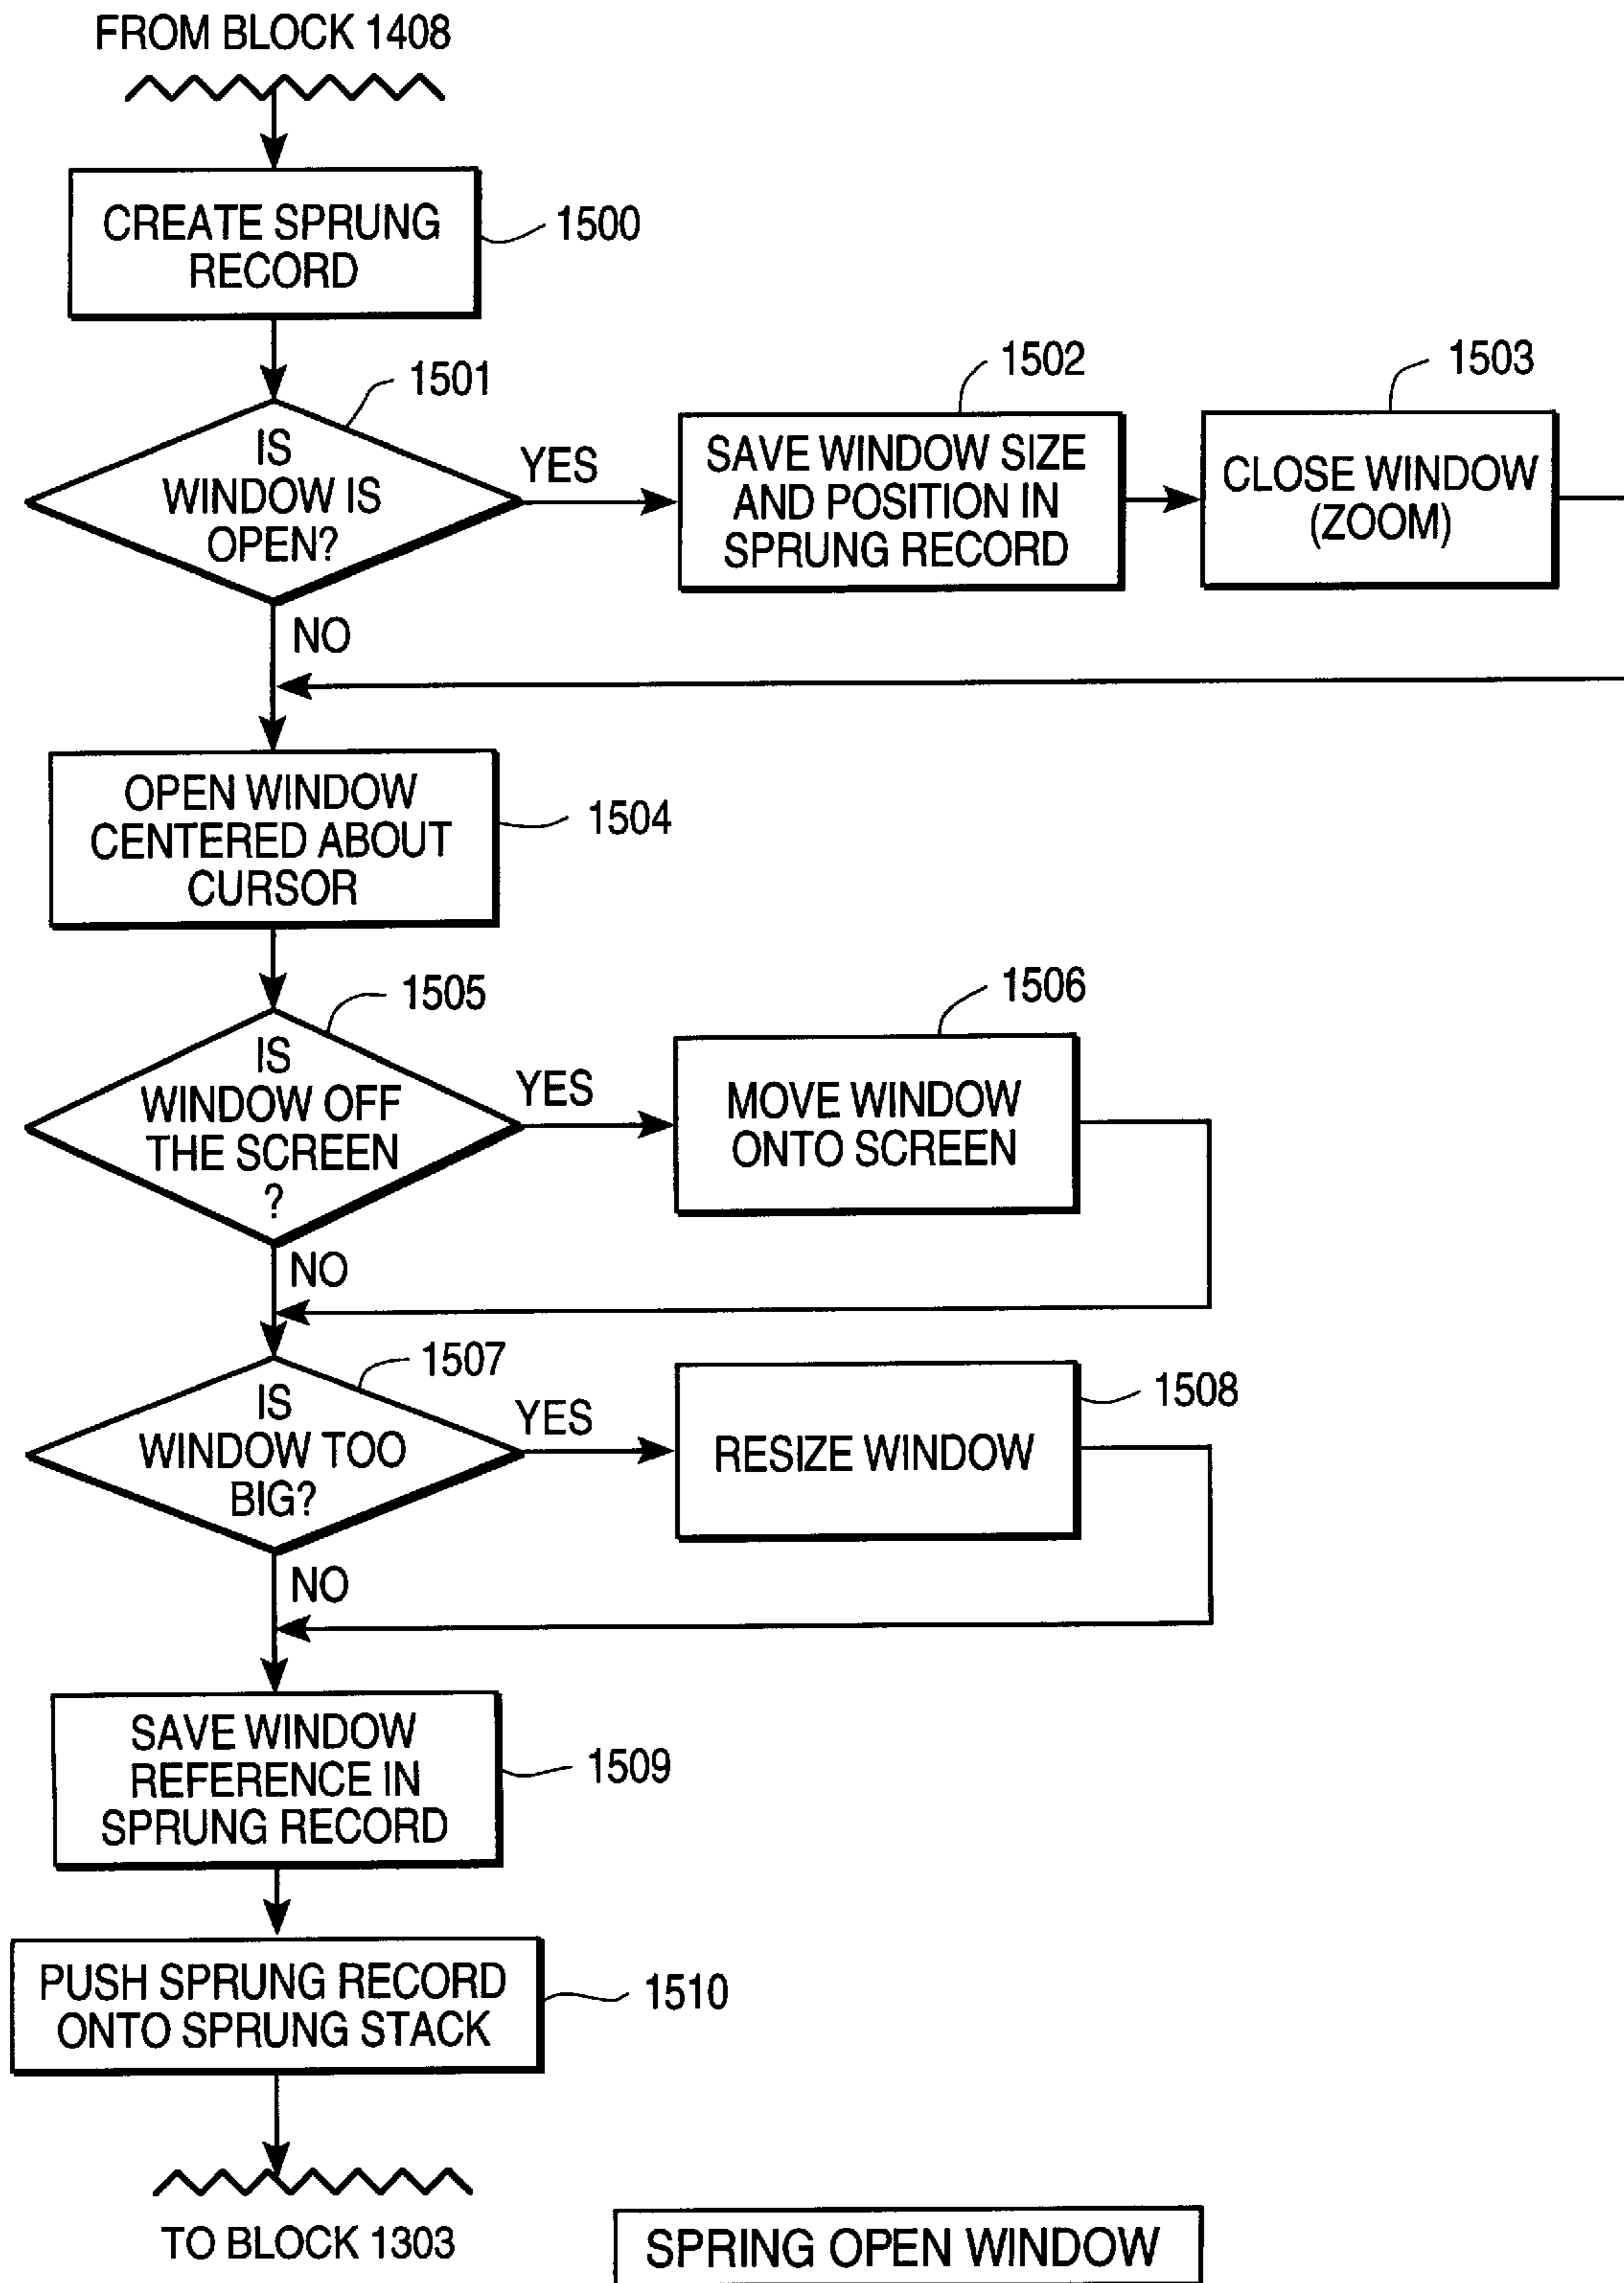 FROM BLOCK 1408
CREATE SPRUNG
RECORD
1500
1501
IS
WINDOW IS
OPEN?
YES
1502
SAVE WINDOW SIZE
AND POSITION IN
SPRUNG RECORD
1503
CLOSE WINDOW
(ZOOM)
NO
OPEN WINDOW
CENTERED ABOUT
CURSOR
1504
1505
IS
WINDOW OFF
THE SCREEN
?
YES
1506
MOVE WINDOW
ONTO SCREEN
NO
1507
IS
WINDOW TOO
BIG?
YES
RESIZE WINDOW
1508
NO
SAVE WINDOW
REFERENCE IN
SPRUNG RECORD
1509
PUSH SPRUNG RECORD
ONTO SPRUNG STACK
1510
TO BLOCK 1303
SPRING OPEN WINDOW